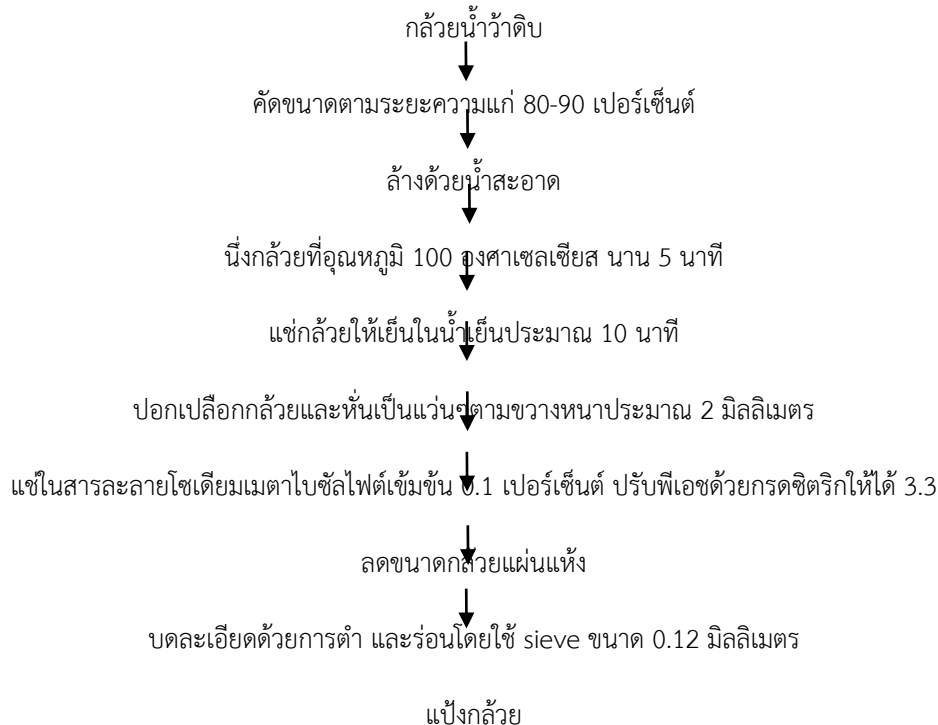 กล้วยน้ำว้าดิบ
คัดขนาดตามระยะความแก่ 80-90 เปอร์เซ็นต์
ล้างด้วยน้ำสะอาด
นึ่งกล้วยที่อุณหภูมิ 100 องศาเซลเซียส นาน 5 นาที
แช่กล้วยให้เย็นในน้ำเย็นประมาณ 10 นาที
ปอกเปลือกกล้วยและหั่นเป็นแว่นๆตามขวางหนาประมาณ 2 มิลลิเมตร
แช่ในสารละลายโซเดียมเมตาไบซัลไฟต์เข้มข้น 0.1 เปอร์เซ็นต์ ปรับพีเอชด้วยกรดซิตริกให้ได้ 3.3
ลดขนาดกล้วยแผ่นแห้ง
บดละเอียดด้วยการตำ และร่อนโดยใช้ sieve ขนาด 0.12 มิลลิเมตร
แป้งกล้วย